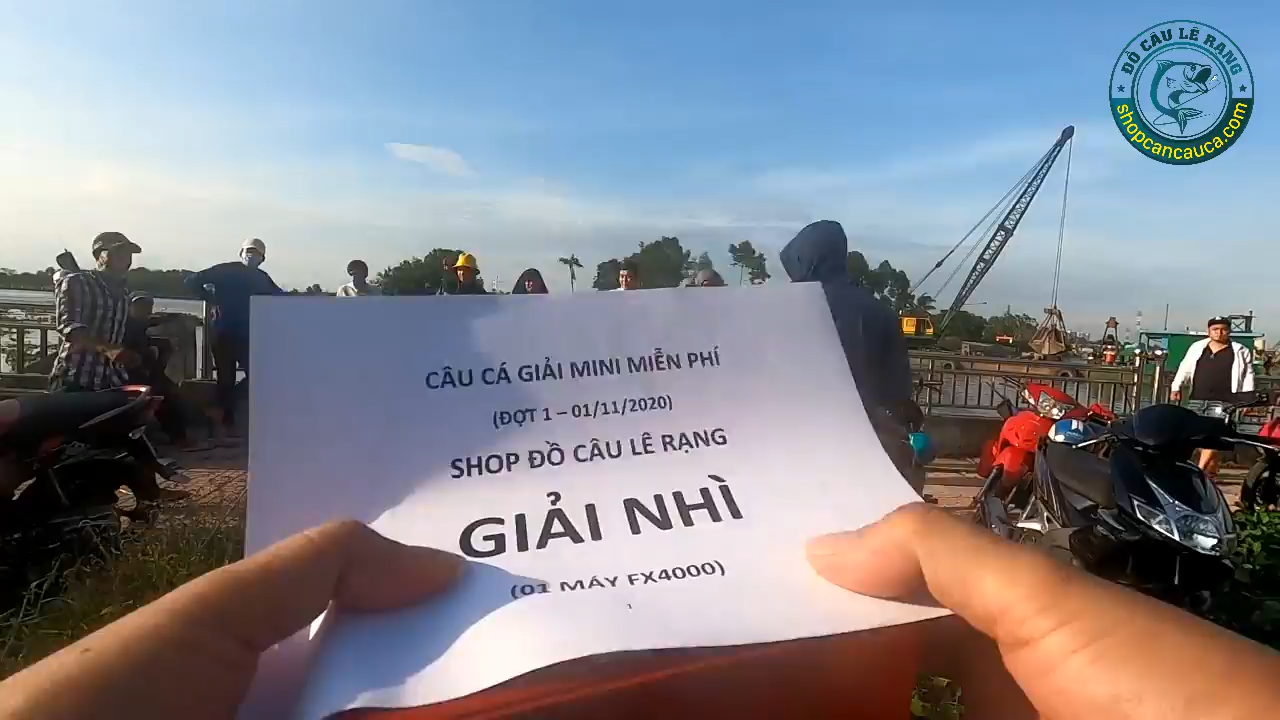 ĐỒ CÂU LÊ RẠNG
shopcancauca.com
CÂU CÁ GIẢI MINI MIỄN PHÍ
(ĐỢT 1 – 01/11/2020)
SHOP ĐỒ CÂU LÊ RẠNG
GIẢI NHÌ
(01 MÁY FX4000)